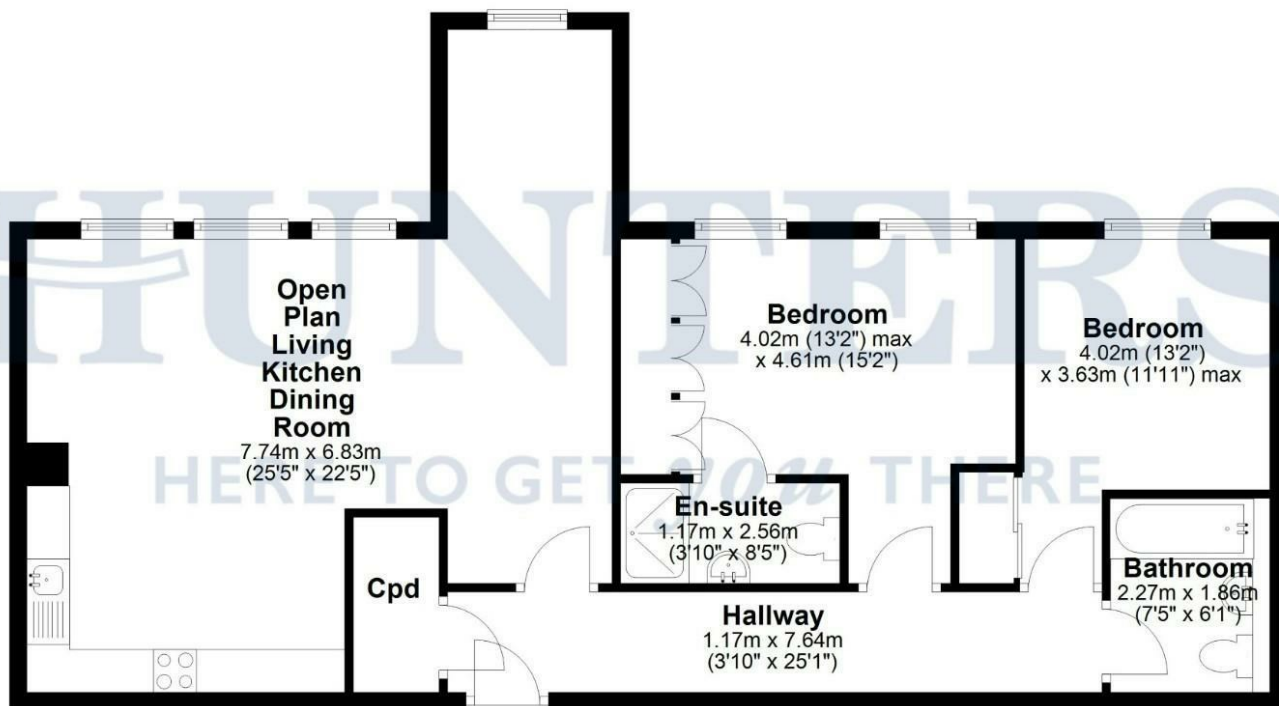 HUNTERS
HERE TO GET you THERE
Open
Plan
Living
Kitchen
Dining
Room
7.74m x 6.83m
(25'5" x 22'5")
Bedroom
4.02m (13'2") max
x 4.61m (15'2")
Bedroom
4.02m (13'2")
x 3.63m (11'11") max
En-suite
1.17m x 2.56m
(3'10" x 8'5")
Cpd
Hallway
1.17m x 7.64m
(3'10" x 25'1")
Bathroom
2.27m x 1.86m
(7'5" x 6'1")